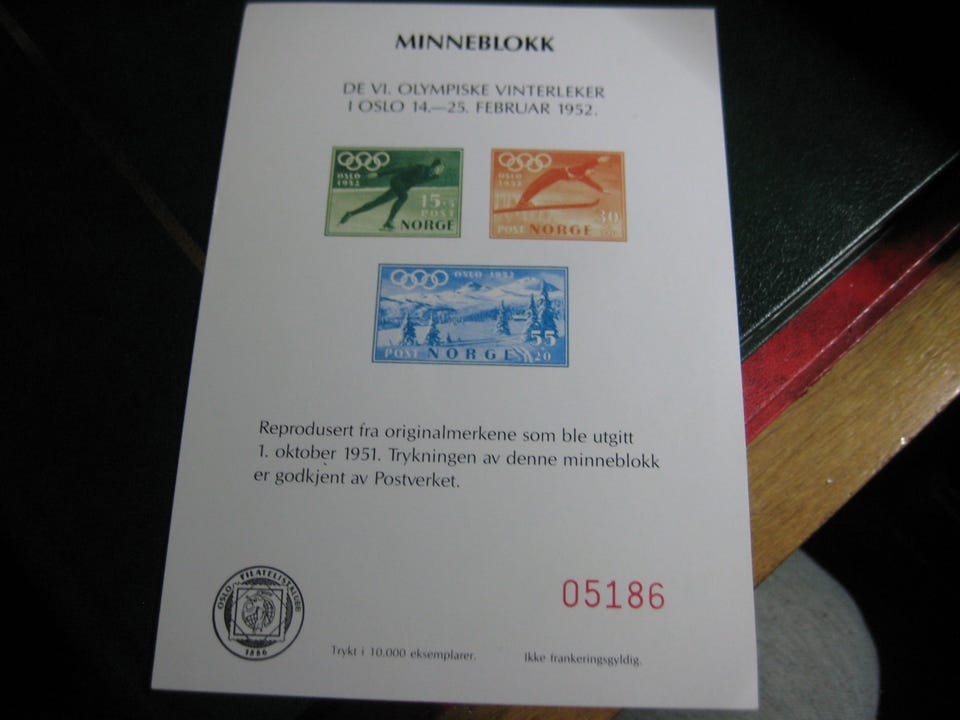 MINNEBLOKK
DE VI. OLYMPISKE VINTERLEKER
I OSLO 14.—25. FEBRUAR 1952.
OSLO
1952
15+5
POST
NORGE
OSLO
1952
30
POST NORGE
OSLO 1952
55
POST NORGE 20
Reprodusert fra originalmerkene som ble utgitt
1. oktober 1951. Trykningen av denne minneblokk
er godkjent av Postverket.
05186
OSLO FILATELISTKLUBB
1886
Trykt i 10.000 eksemplarer.
Ikke frankeringsgyldig.